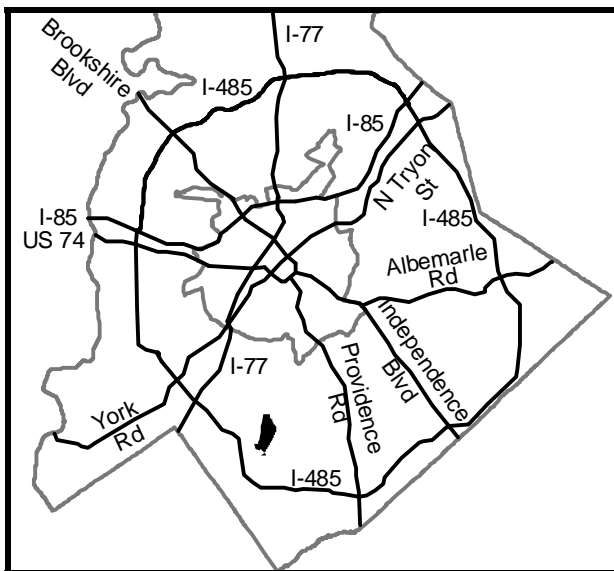 I-77
Brookshire
Blvd
I-485
I-85
N Tryon
St
I-85
US 74
I-485
Albemarle
Rd
Independence
Blvd
Providence
Rd
I-77
York
Rd
I-485